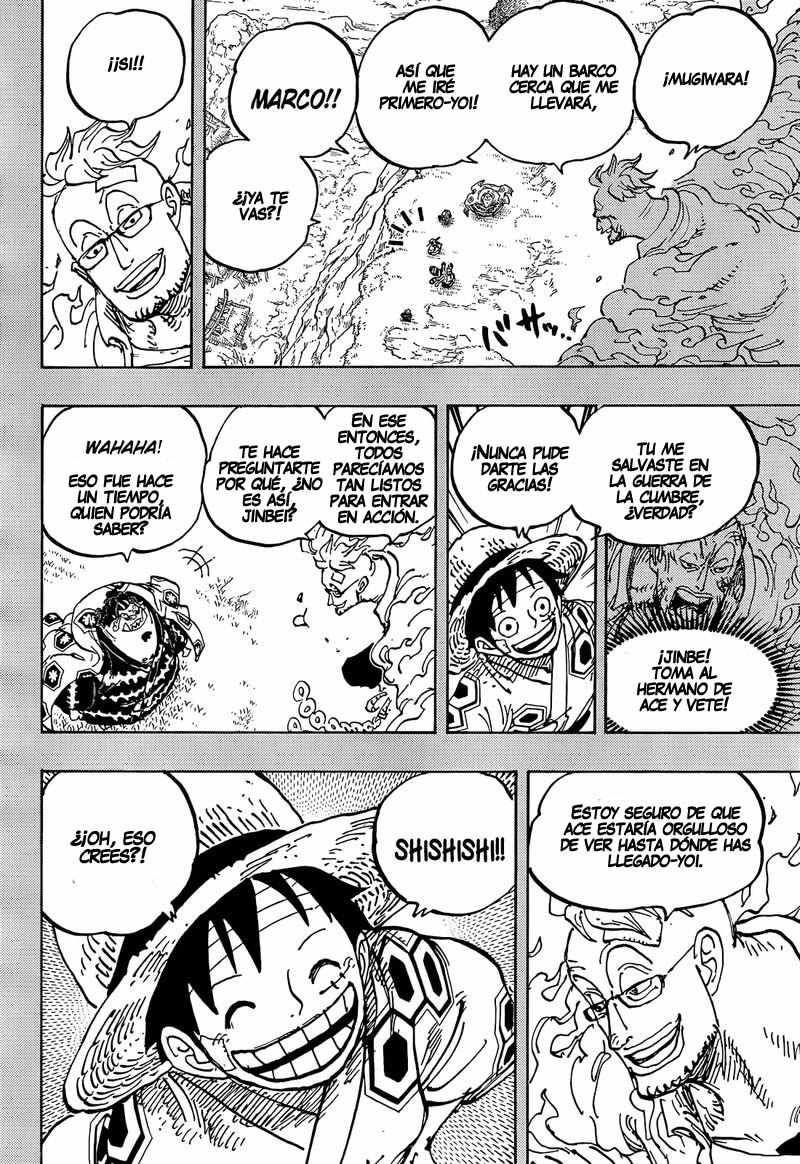 ¡MUGIWARA!
HAY UN BARCO
CERCA QUE ME
LLEVARÁ,
ASÍ QUE
ME IRÉ
PRIMERO-YOI!
MARCO!!
¿¡YA TE
VAS?!
¡¡SI!!
バサッ…
TU ME
SALVASTE EN
LA GUERRA DE
LA CUMBRE,
¿VERDAD?
¡JINBE!
TOMA AL
HERMANO DE
ACE Y VETE!
¡NUNCA PUDE
DARTE LAS
GRACIAS!
EN ESE
ENTONCES,
TODOS
PARECÍAMOS
TAN LISTOS
PARA ENTRAR
EN ACCIÓN.
TE HACE
PREGUNTARTE
POR QUÉ, ¿NO
ES ASÍ,
JINBEI?
WAHAHA!
ESO FUE HACE
UN TIEMPO,
QUIEN PODRÍA
SABER?
ESTOY SEGURO DE QUE
ACE ESTARÍA ORGULLOSO
DE VER HASTA DÓNDE HAS
LLEGADO-YOI.
SHISHISHI!!
¿¡OH, ESO
CREES?!